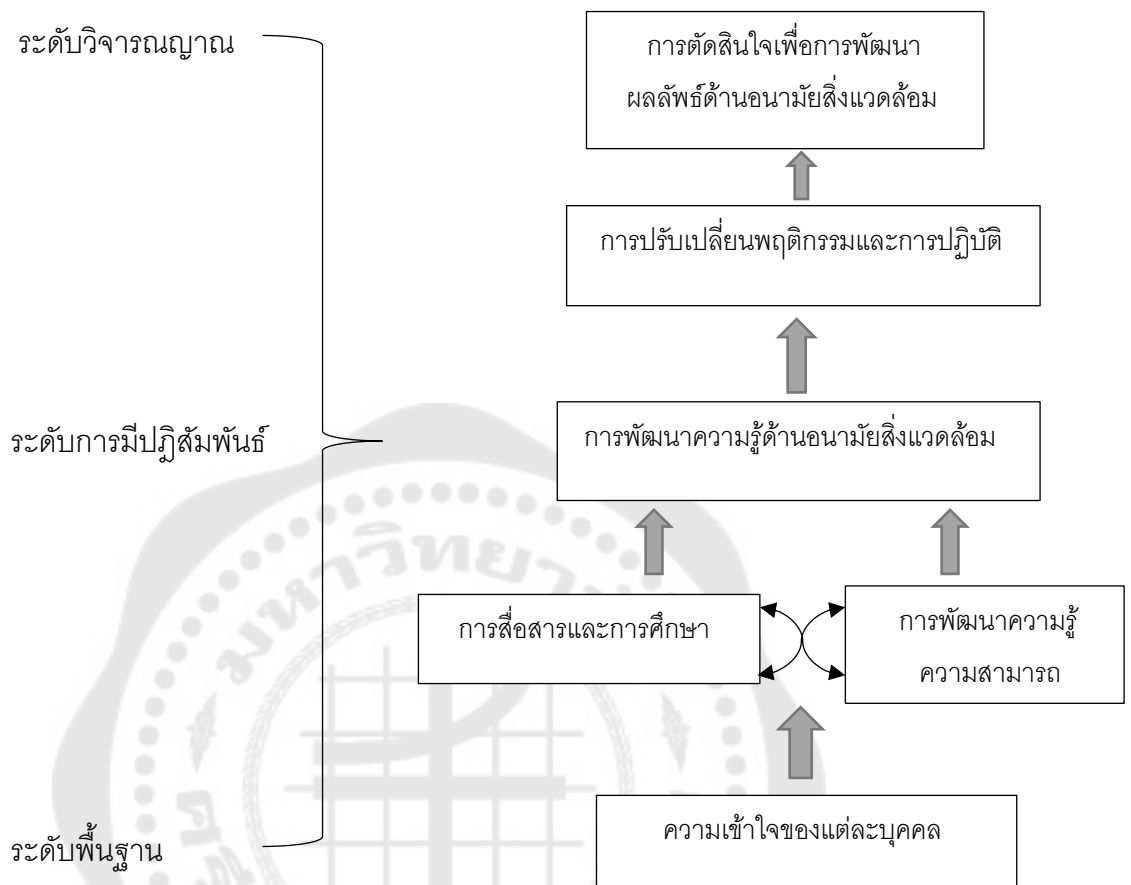 ระดับวิจารณญาณ
การตัดสินใจเพื่อการพัฒนา
ผลลัพธ์ด้านอนามัยสิ่งแวดล้อม
การปรับเปลี่ยนพฤติกรรมและการปฏิบัติ
ระดับการมีปฎิสัมพันธ์
การพัฒนาความรู้ด้านอนามัยสิ่งแวดล้อม
การสื่อสารและการศึกษา
การพัฒนาความรู้
ความสามารถ
ระดับพื้นฐาน
ความเข้าใจของแต่ละบุคคล